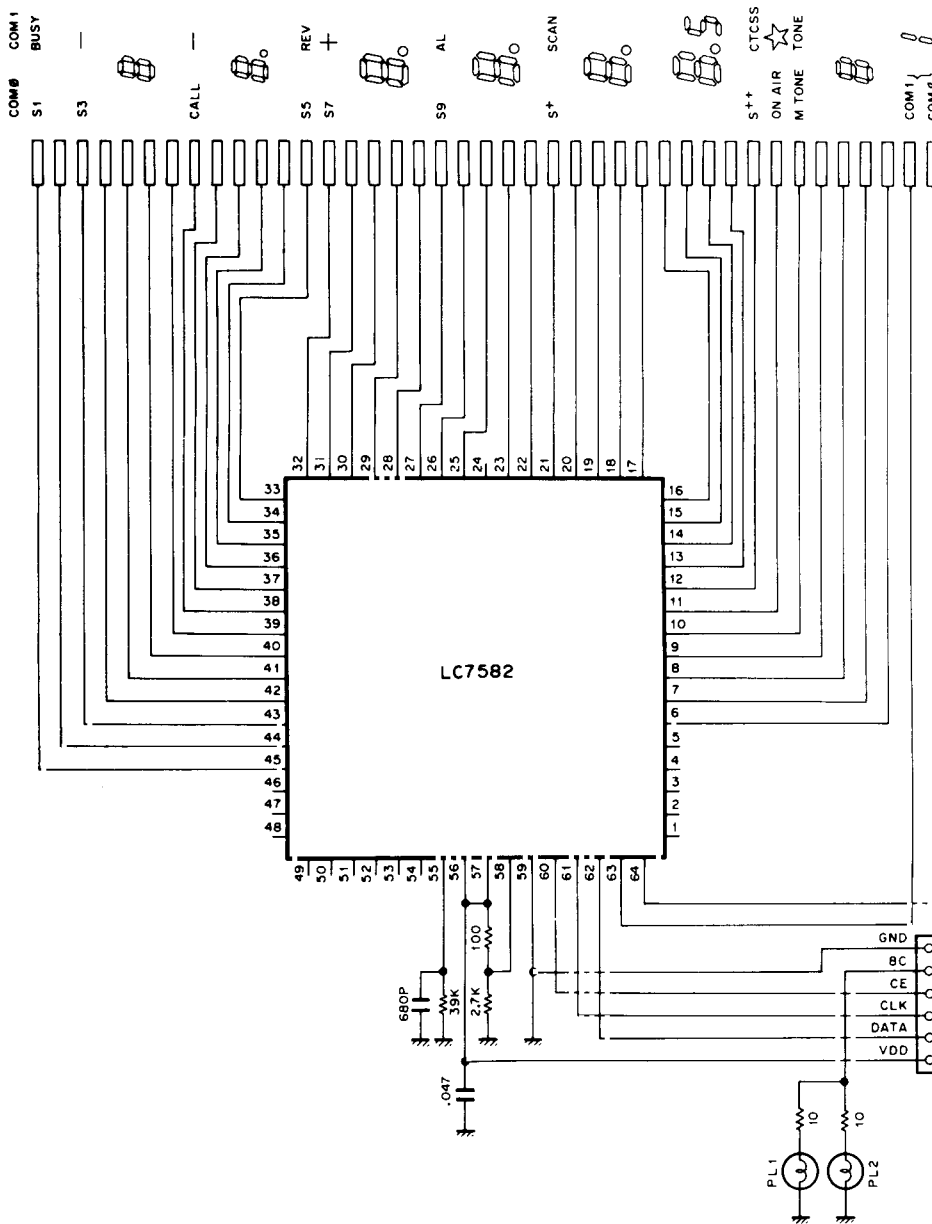 COMØ COM1
S1 BUSY
S3 —
CALL —
S5 REV
S7 +
S9 AL
S+ SCAN
S++ CTCSS
ON AIR ☆
M TONE TONE
COM1
COMØ
5
32 31 30 29 28 27 26 25 24 23 22 21 20 19 18 17
33 34 35 36 37 38 39 40 41 42 43 44 45 46 47 48
LC7582
16 15 14 13 12 11 10 9 8 7 6 5 4 3 2 1
49 50 51 52 53 54 55 56 57 58 59 60 61 62 63 64
100
680P
39K
2.7K
.047
GND
BC
CE
CLK
DATA
VDD
10
10
PL1
PL2